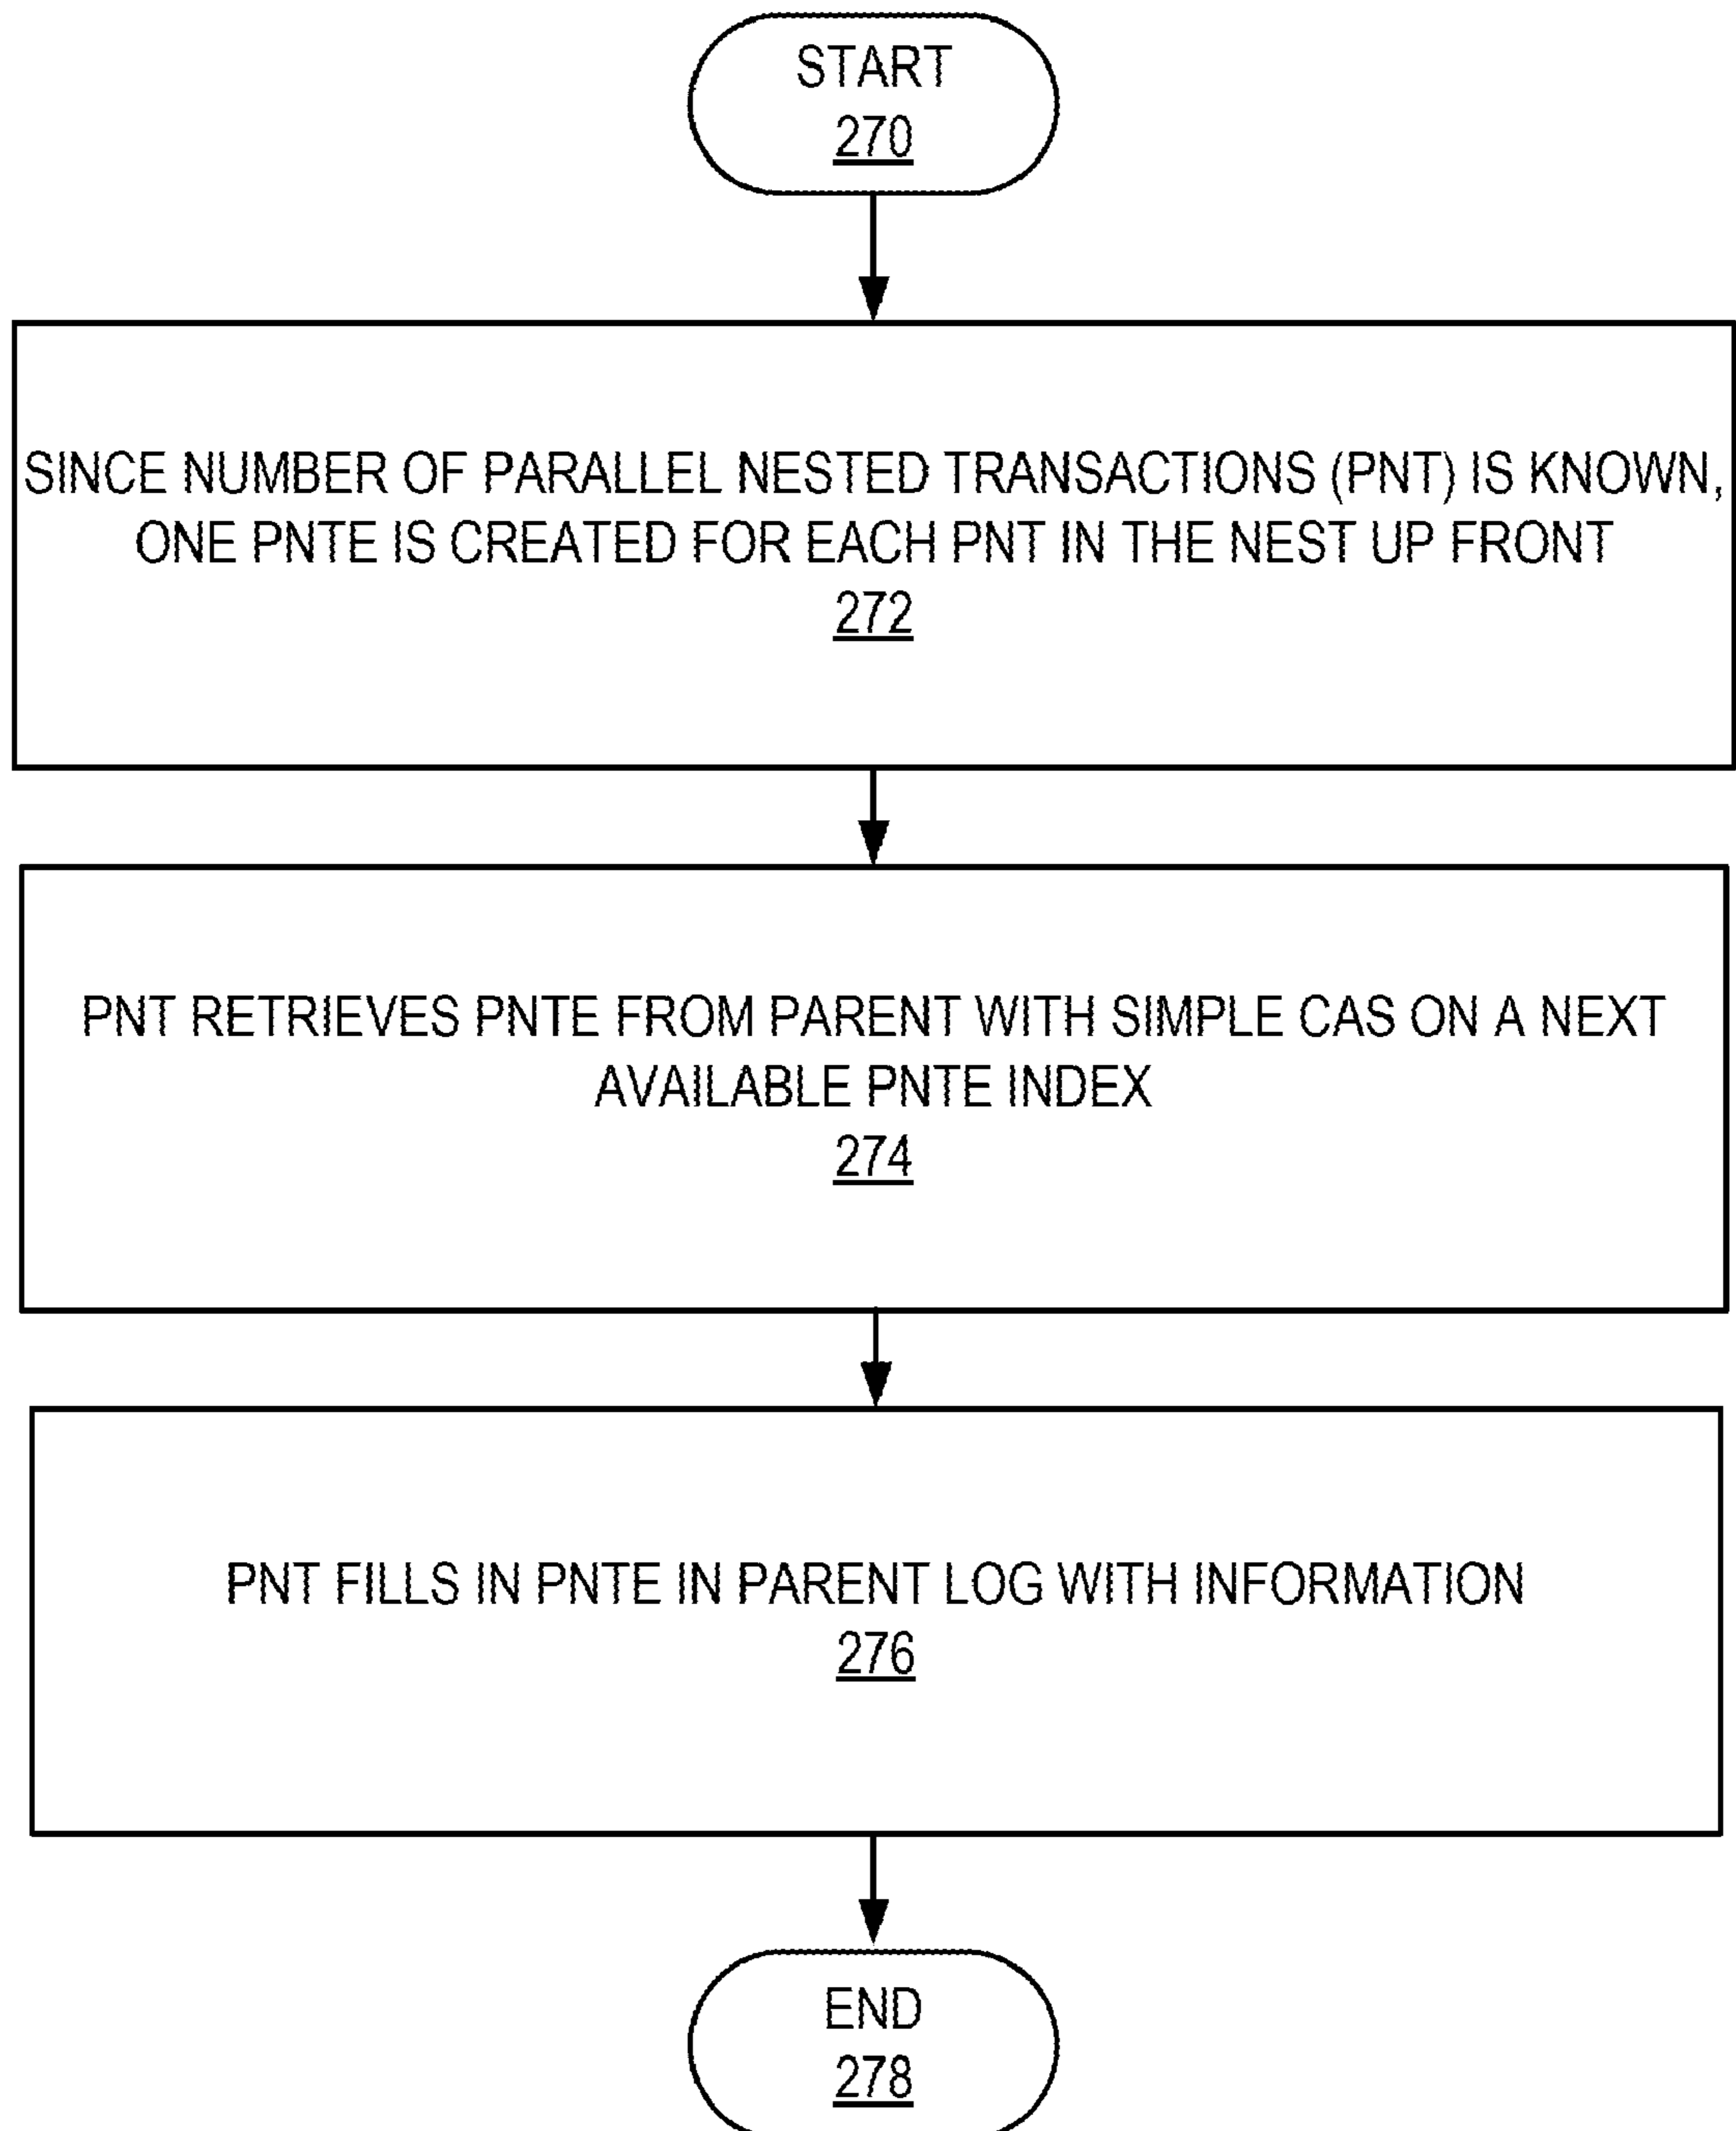 START
270
SINCE NUMBER OF PARALLEL NESTED TRANSACTIONS (PNT) IS KNOWN,
ONE PNTE IS CREATED FOR EACH PNT IN THE NEST UP FRONT
272
PNT RETRIEVES PNTE FROM PARENT WITH SIMPLE CAS ON A NEXT
AVAILABLE PNTE INDEX
274
PNT FILLS IN PNTE IN PARENT LOG WITH INFORMATION
276
END
278